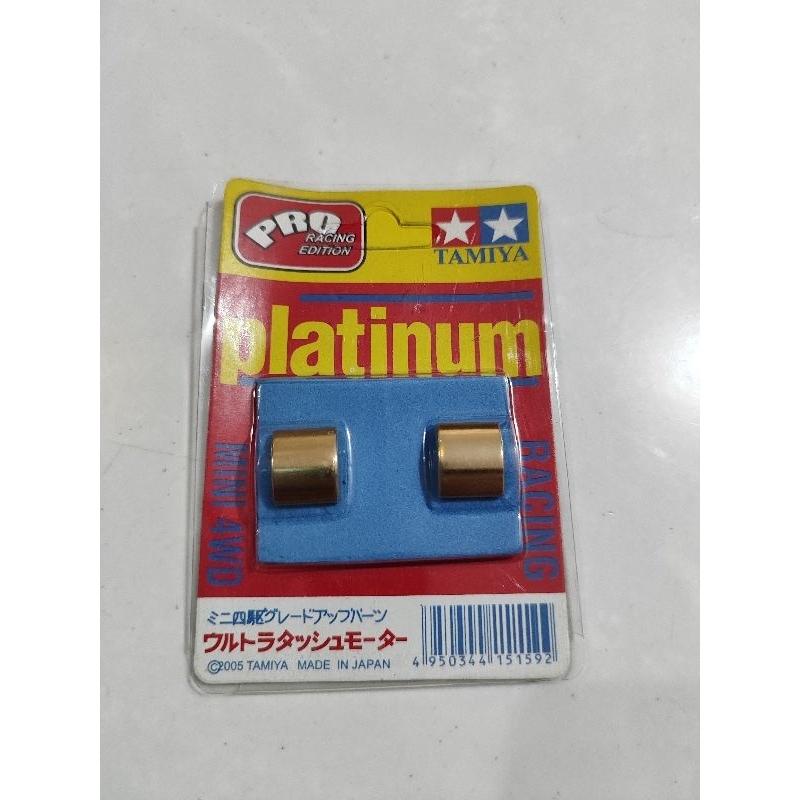 PRO
RACING
EDITION
TAMIYA
platinum
MINI 4WD
RACING
ミニ四駆グレードアップパーツ
ウルトラダッシュモーター
©2005 TAMIYA MADE IN JAPAN
4 950344 151592